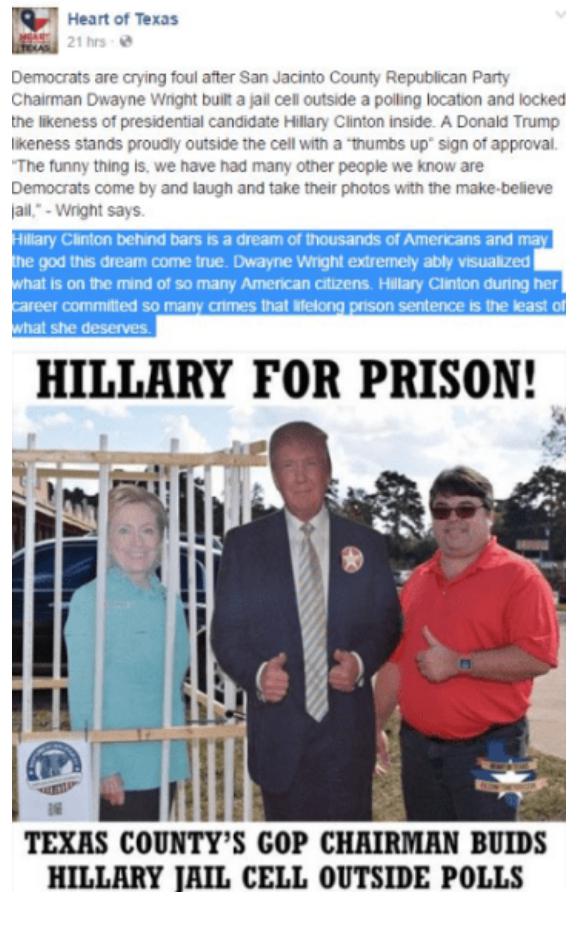 Heart of Texas
21 hrs ·
Democrats are crying foul after San Jacinto County Republican Party
Chairman Dwayne Wright built a jail cell outside a polling location and locked
the likeness of presidential candidate Hillary Clinton inside. A Donald Trump
likeness stands proudly outside the cell with a "thumbs up" sign of approval.
"The funny thing is, we have had many other people we know are
Democrats come by and laugh and take their photos with the make-believe
jail," - Wright says.
Hillary Clinton behind bars is a dream of thousands of Americans and may
the god this dream come true. Dwayne Wright extremely ably visualized
what is on the mind of so many American citizens. Hillary Clinton during her
career committed so many crimes that lifelong prison sentence is the least of
what she deserves.
HILLARY FOR PRISON!
TEXAS COUNTY'S GOP CHAIRMAN BUIDS
HILLARY JAIL CELL OUTSIDE POLLS